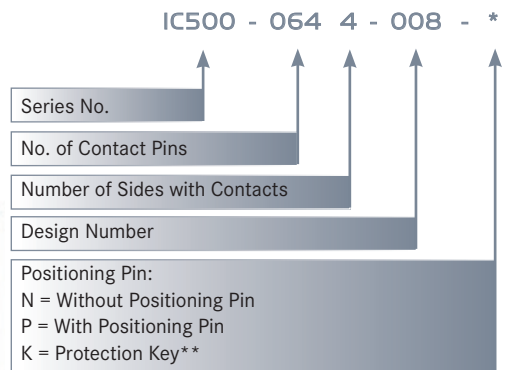 IC500 - 064 4 - 008 - *
Series No.
No. of Contact Pins
Number of Sides with Contacts
Design Number
Positioning Pin:
N = Without Positioning Pin
P = With Positioning Pin
K = Protection Key**